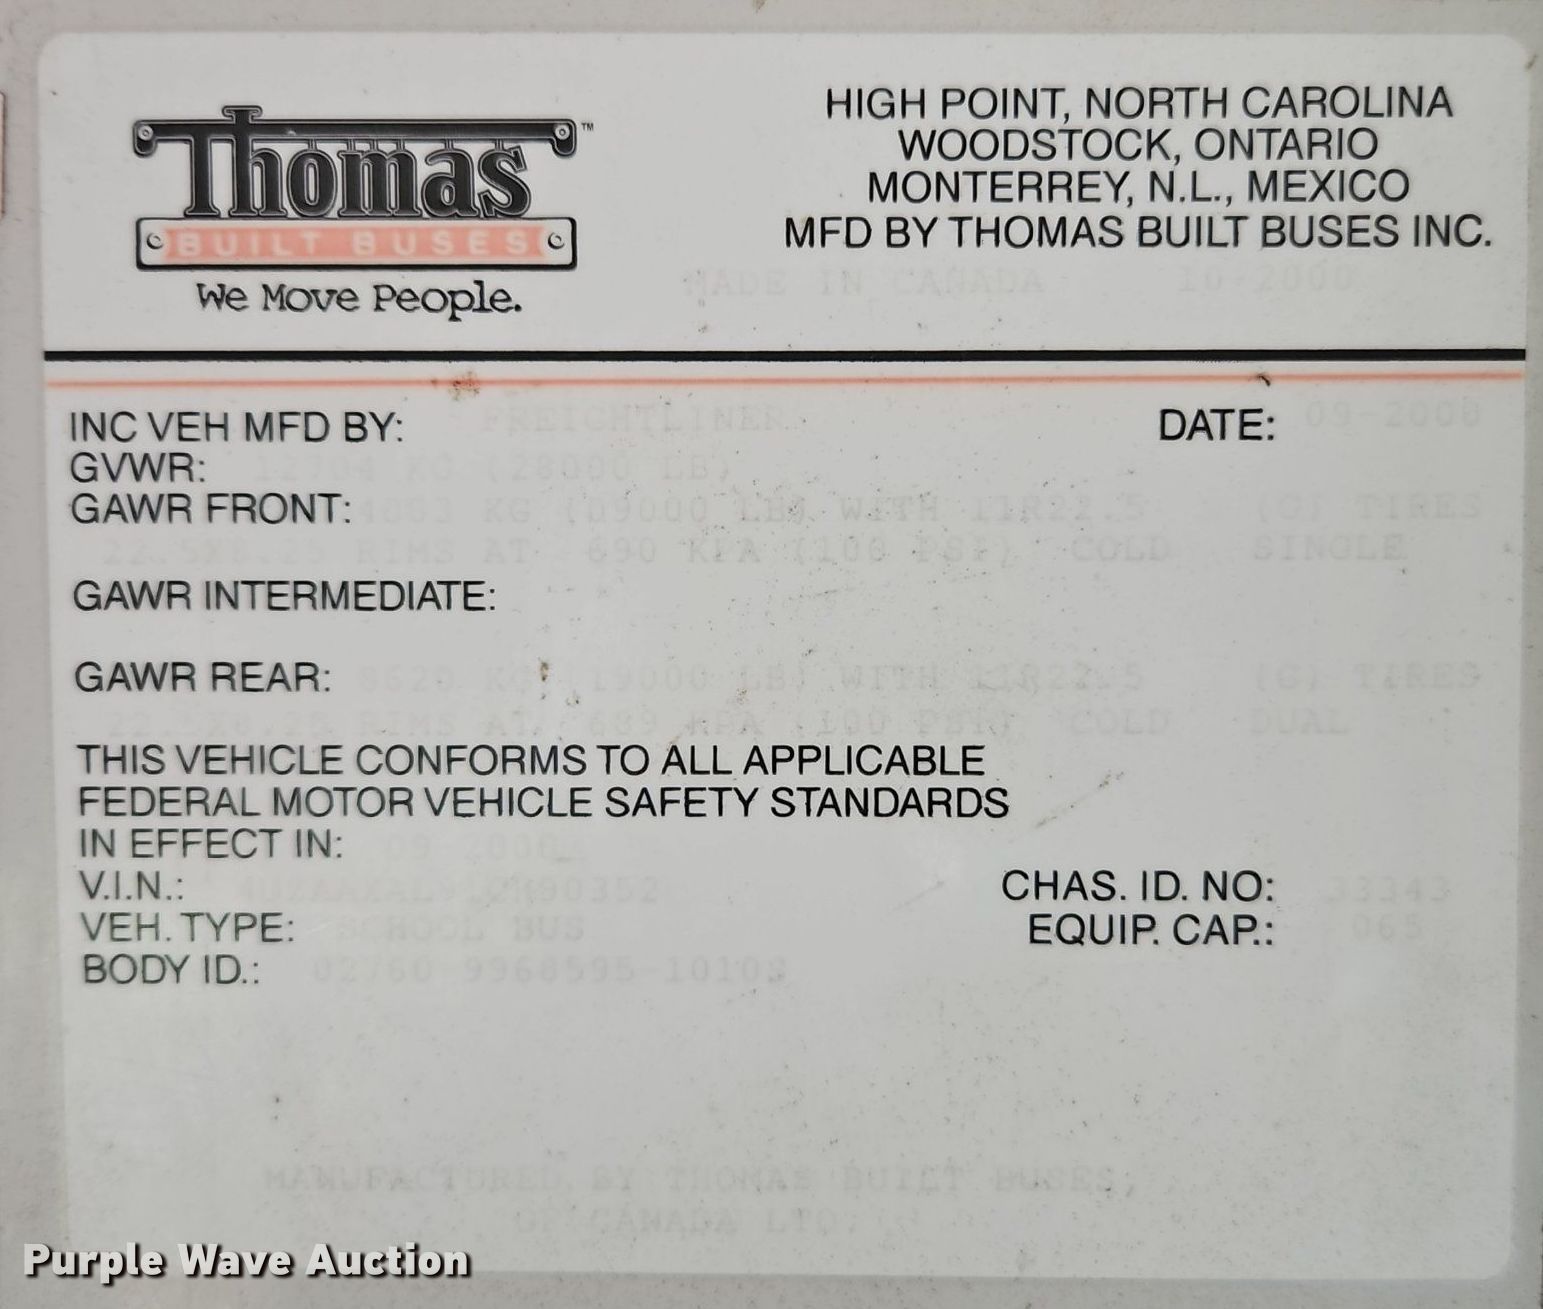 Thomas™
BUILT BUSES
We Move People.
HIGH POINT, NORTH CAROLINA
WOODSTOCK, ONTARIO
MONTERREY, N.L., MEXICO
MFD BY THOMAS BUILT BUSES INC.
MADE IN CANADA 10-2000
INC VEH MFD BY: FREIGHTLINER DATE: 09-2000
GVWR: 12704 KG (28000 LB)
GAWR FRONT: KG (09000 LB) WITH 11R22.5 (G) TIRES
22.5X8.25 RIMS AT 690 KPA (100 PSI) COLD SINGLE
GAWR INTERMEDIATE:
GAWR REAR: 8620 KG (19000 LB) WITH 11R22.5 (G) TIRES
22.5X8.25 RIMS AT 689 KPA (100 PSI) COLD DUAL
THIS VEHICLE CONFORMS TO ALL APPLICABLE
FEDERAL MOTOR VEHICLE SAFETY STANDARDS
IN EFFECT IN: 09-2000
V.I.N.: CHAS. ID. NO: 33343
VEH. TYPE: SCHOOL BUS EQUIP. CAP.: 065
BODY ID.:
MANUFACTURED BY THOMAS BUILT BUSES,
OF CANADA LTD.
Purple Wave Auction